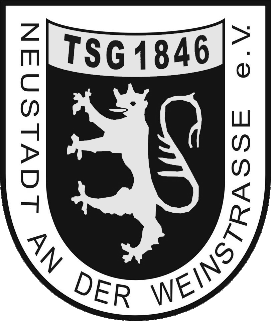 TSG 1846
NEUSTADT AN DER WEINSTRASSE e.V.